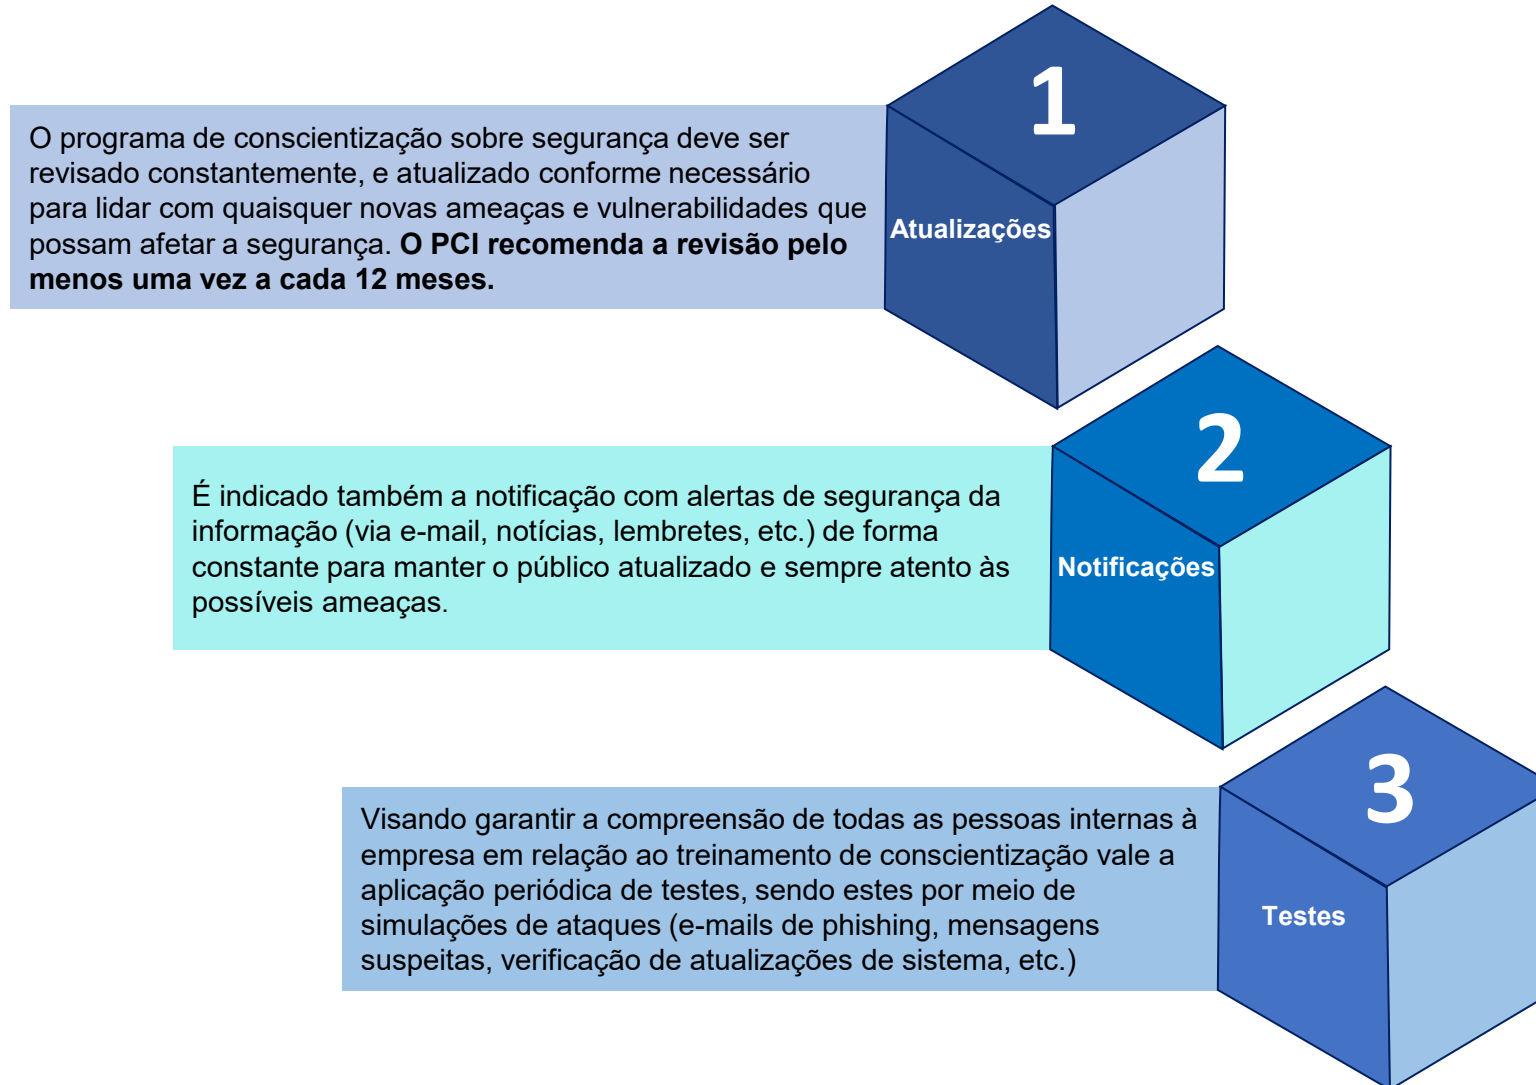 1
O programa de conscientização sobre segurança deve ser
revisado constantemente, e atualizado conforme necessário
para lidar com quaisquer novas ameaças e vulnerabilidades que
possam afetar a segurança. O PCI recomenda a revisão pelo
menos uma vez a cada 12 meses.
Atualizações
2
É indicado também a notificação com alertas de segurança da
informação (via e-mail, notícias, lembretes, etc.) de forma
constante para manter o público atualizado e sempre atento às
possíveis ameaças.
Notificações
3
Visando garantir a compreensão de todas as pessoas internas à
empresa em relação ao treinamento de conscientização vale a
aplicação periódica de testes, sendo estes por meio de
simulações de ataques (e-mails de phishing, mensagens
suspeitas, verificação de atualizações de sistema, etc.)
Testes